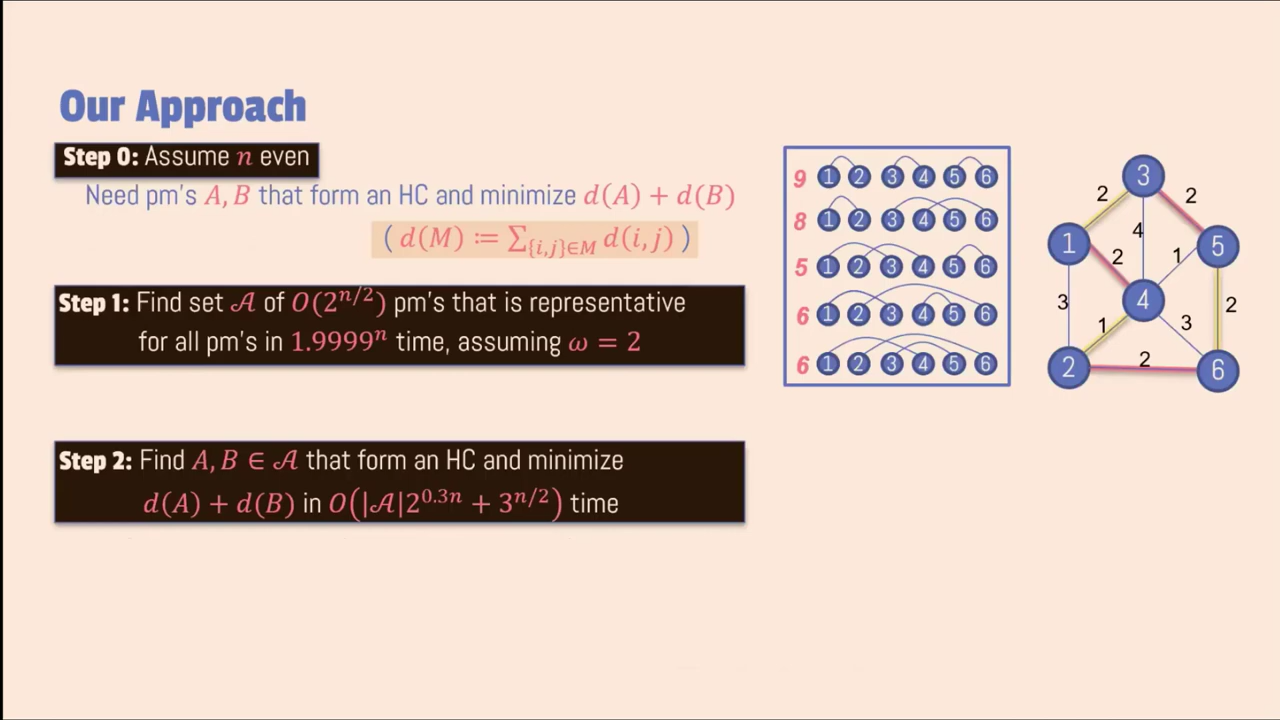 Our Approach
Step 0: Assume n even
Need pm's A, B that form an HC and minimize d(A) + d(B)
( d(M) ≔ ∑_{{i,j}∈M} d(i,j) )
Step 1: Find set 𝒜 of O(2^{n/2}) pm's that is representative
for all pm's in 1.9999^n time, assuming ω = 2
Step 2: Find A, B ∈ 𝒜 that form an HC and minimize
d(A) + d(B) in O(|𝒜|2^{0.3n} + 3^{n/2}) time
9 1 2 3 4 5 6
8 1 2 3 4 5 6
5 1 2 3 4 5 6
6 1 2 3 4 5 6
6 1 2 3 4 5 6
3
2 2
4
1 5
2 1
4
3 2
1 3
2
2 6